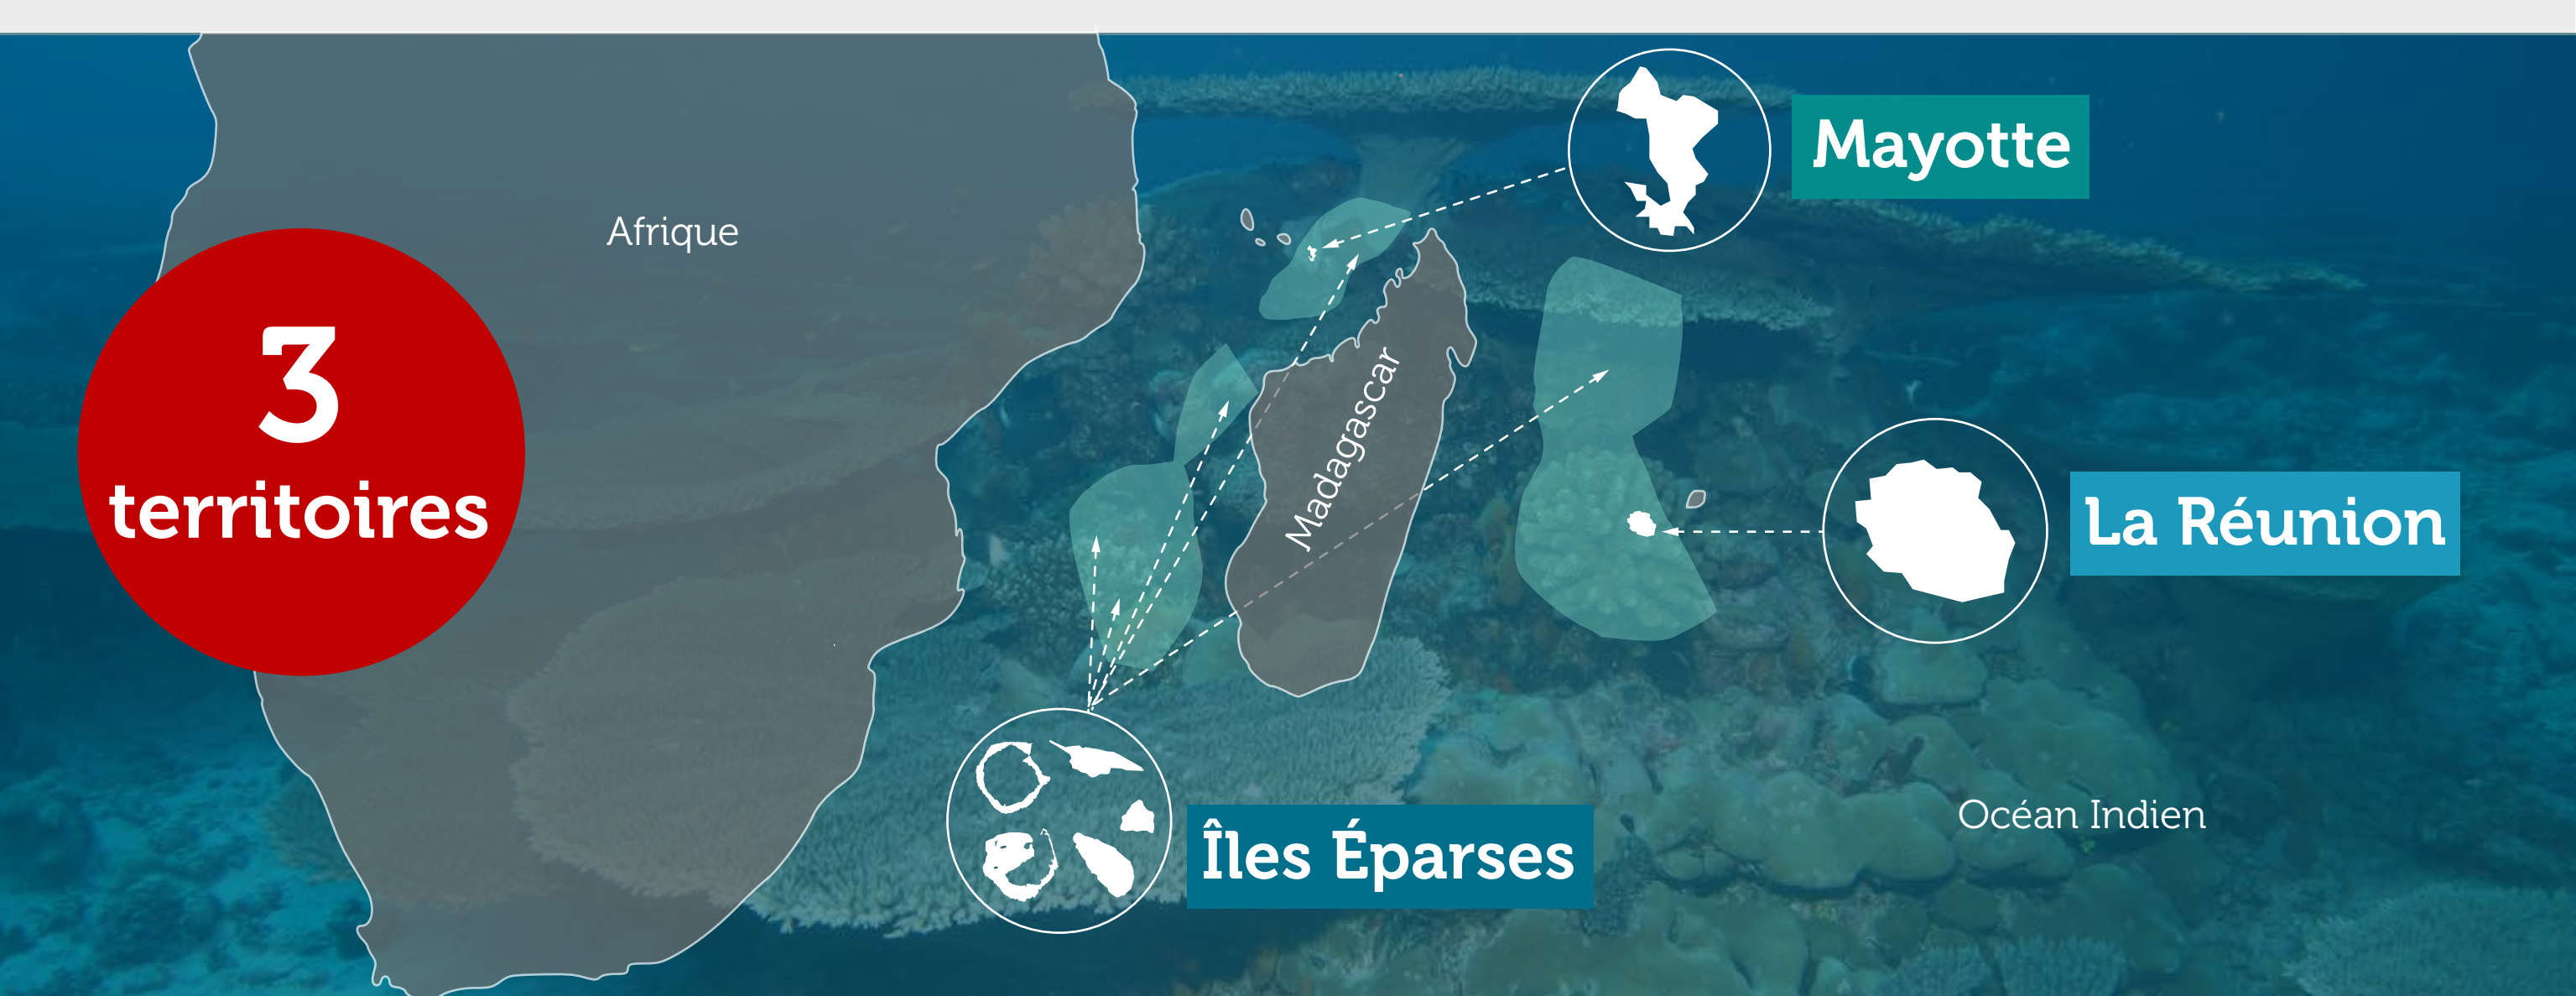 Mayotte
Afrique
3
territoires
Madagascar
La Réunion
Océan Indien
Îles Éparses